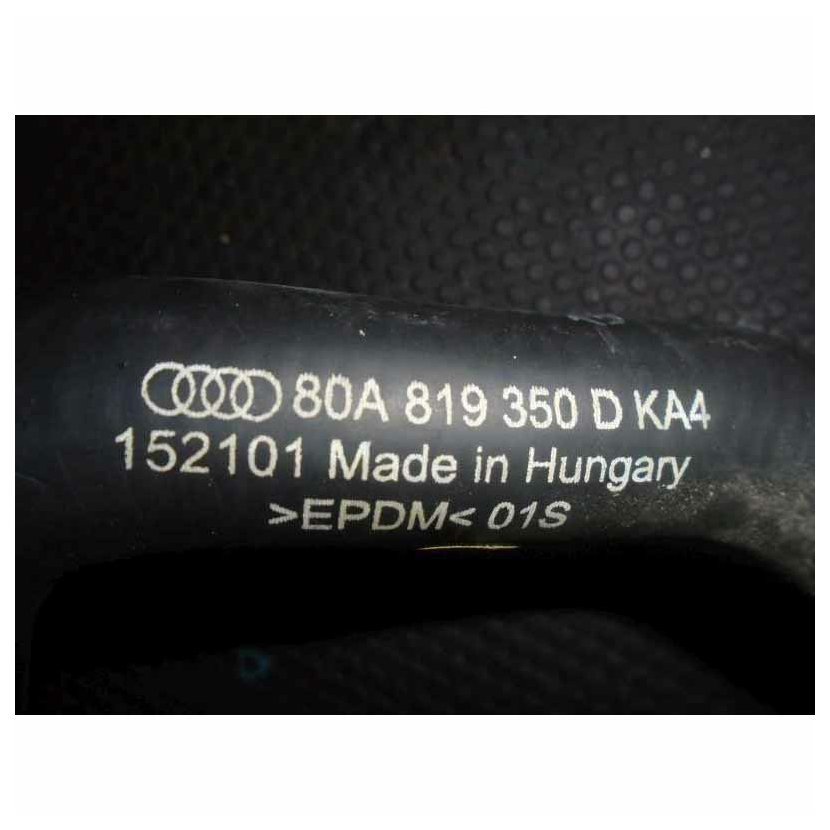 80A 819 350 D KA4
152101 Made in Hungary
>EPDM< 01S